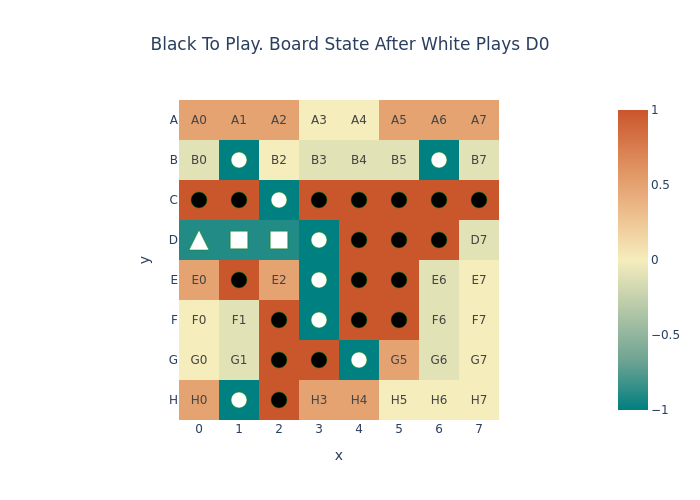 Black To Play. Board State After White Plays D0
A A0 A1 A2 A3 A4 A5 A6 A7
B B0 B2 B3 B4 B5 B7
C
D D7
E E0 E2 E6 E7
F F0 F1 F6 F7
G G0 G1 G5 G6 G7
H H0 H3 H4 H5 H6 H7
0 1 2 3 4 5 6 7
x
y
1
0.5
0
−0.5
−1